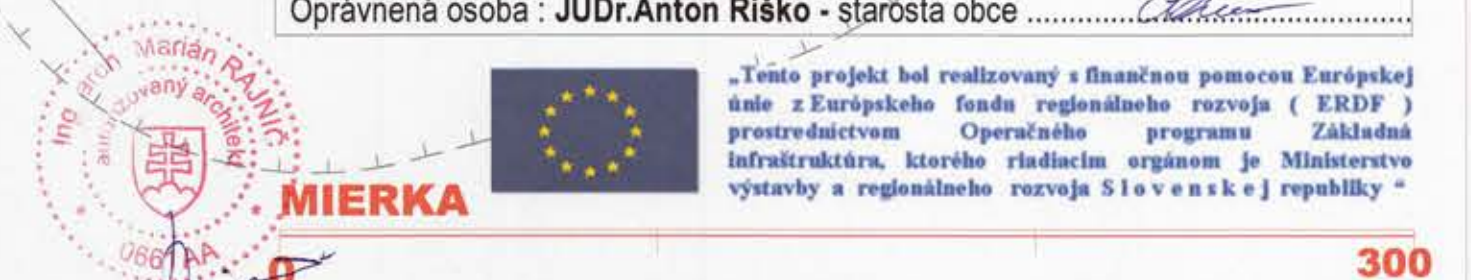 Oprávnená osoba : JUDr.Anton Riško - starosta obce
Ing arch Marián RAJNIČ
autorizovaný architekt
„Tento projekt bol realizovaný s finančnou pomocou Európskej
únie z Európskeho fondu regionálneho rozvoja ( ERDF )
prostredníctvom Operačného programu Základná
infraštruktúra, ktorého riadiacim orgánom je Ministerstvo
výstavby a regionálneho rozvoja Slovenskej republiky “
MIERKA
AA
0
300